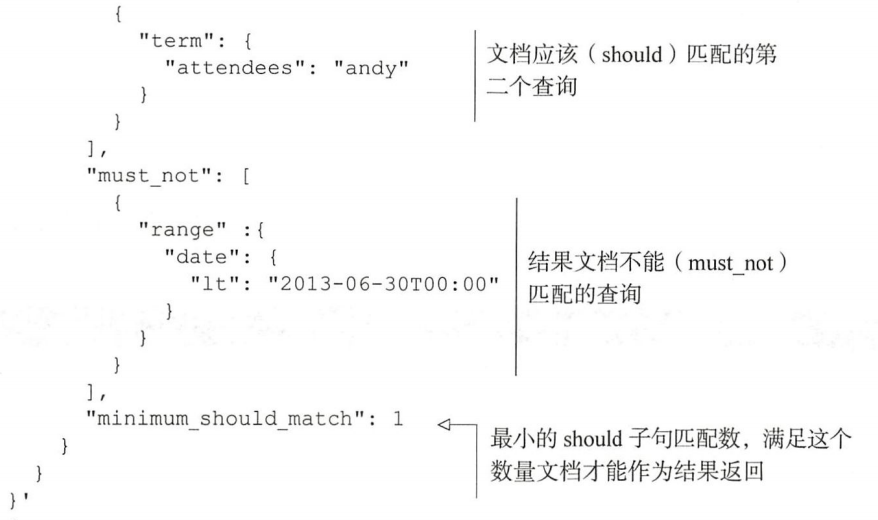 {
          "term": {
            "attendees": "andy"
          }
        }
文档应该（should）匹配的第
二个查询
      ],
      "must_not": [
        {
          "range" :{
            "date": {
              "lt": "2013-06-30T00:00"
            }
          }
        }
结果文档不能（must_not）
匹配的查询
      ],
      "minimum_should_match": 1
最小的 should 子句匹配数，满足这个
数量文档才能作为结果返回
    }
  }
}'